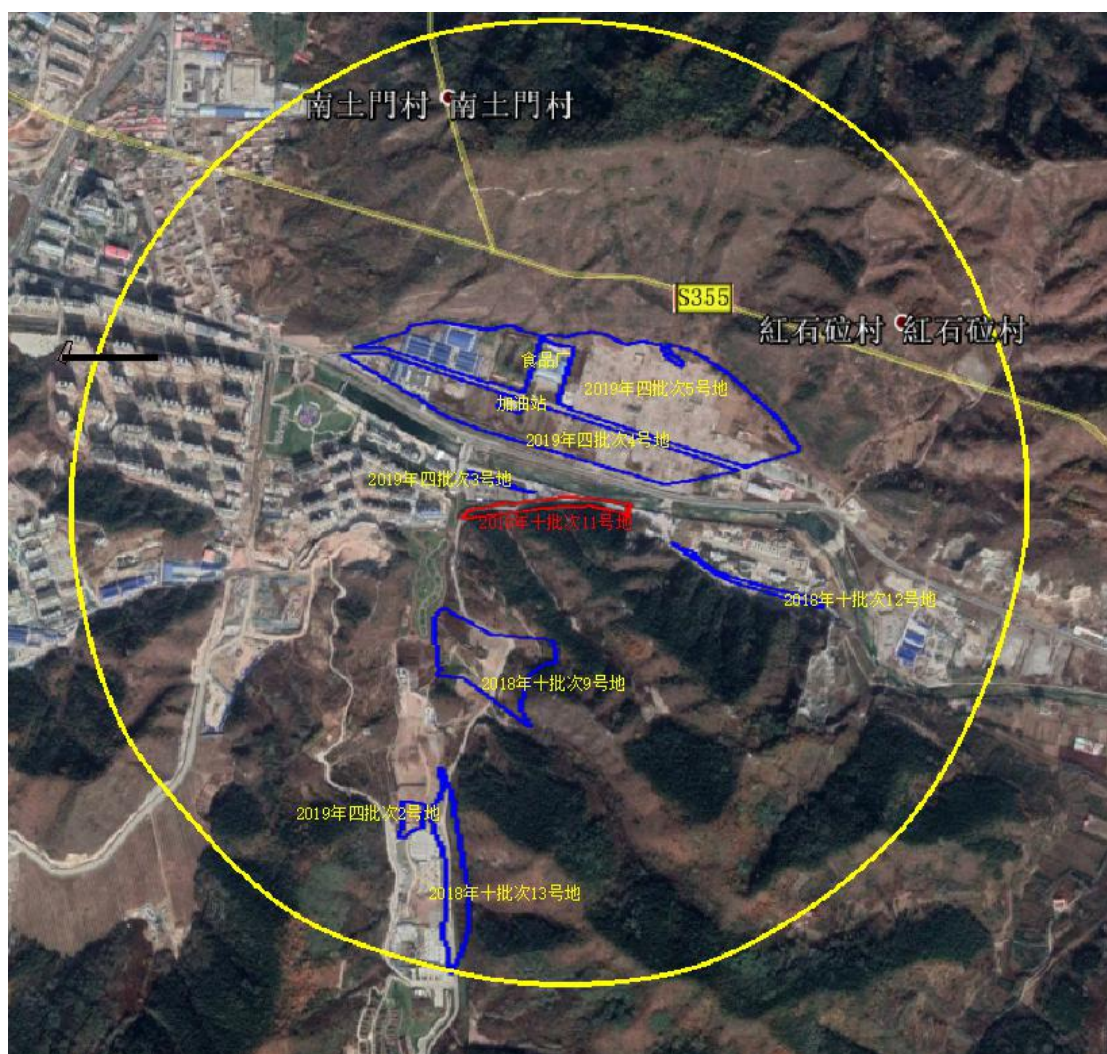 南土門村 南土門村
S355
紅石砬村 紅石砬村
食品厂
2019年四批次5号地
加油站
2019年四批次4号地
2019年四批次3号地
2018年十批次11号地
2018年十批次12号地
2018年十批次9号地
2019年四批次2号地
2018年十批次13号地